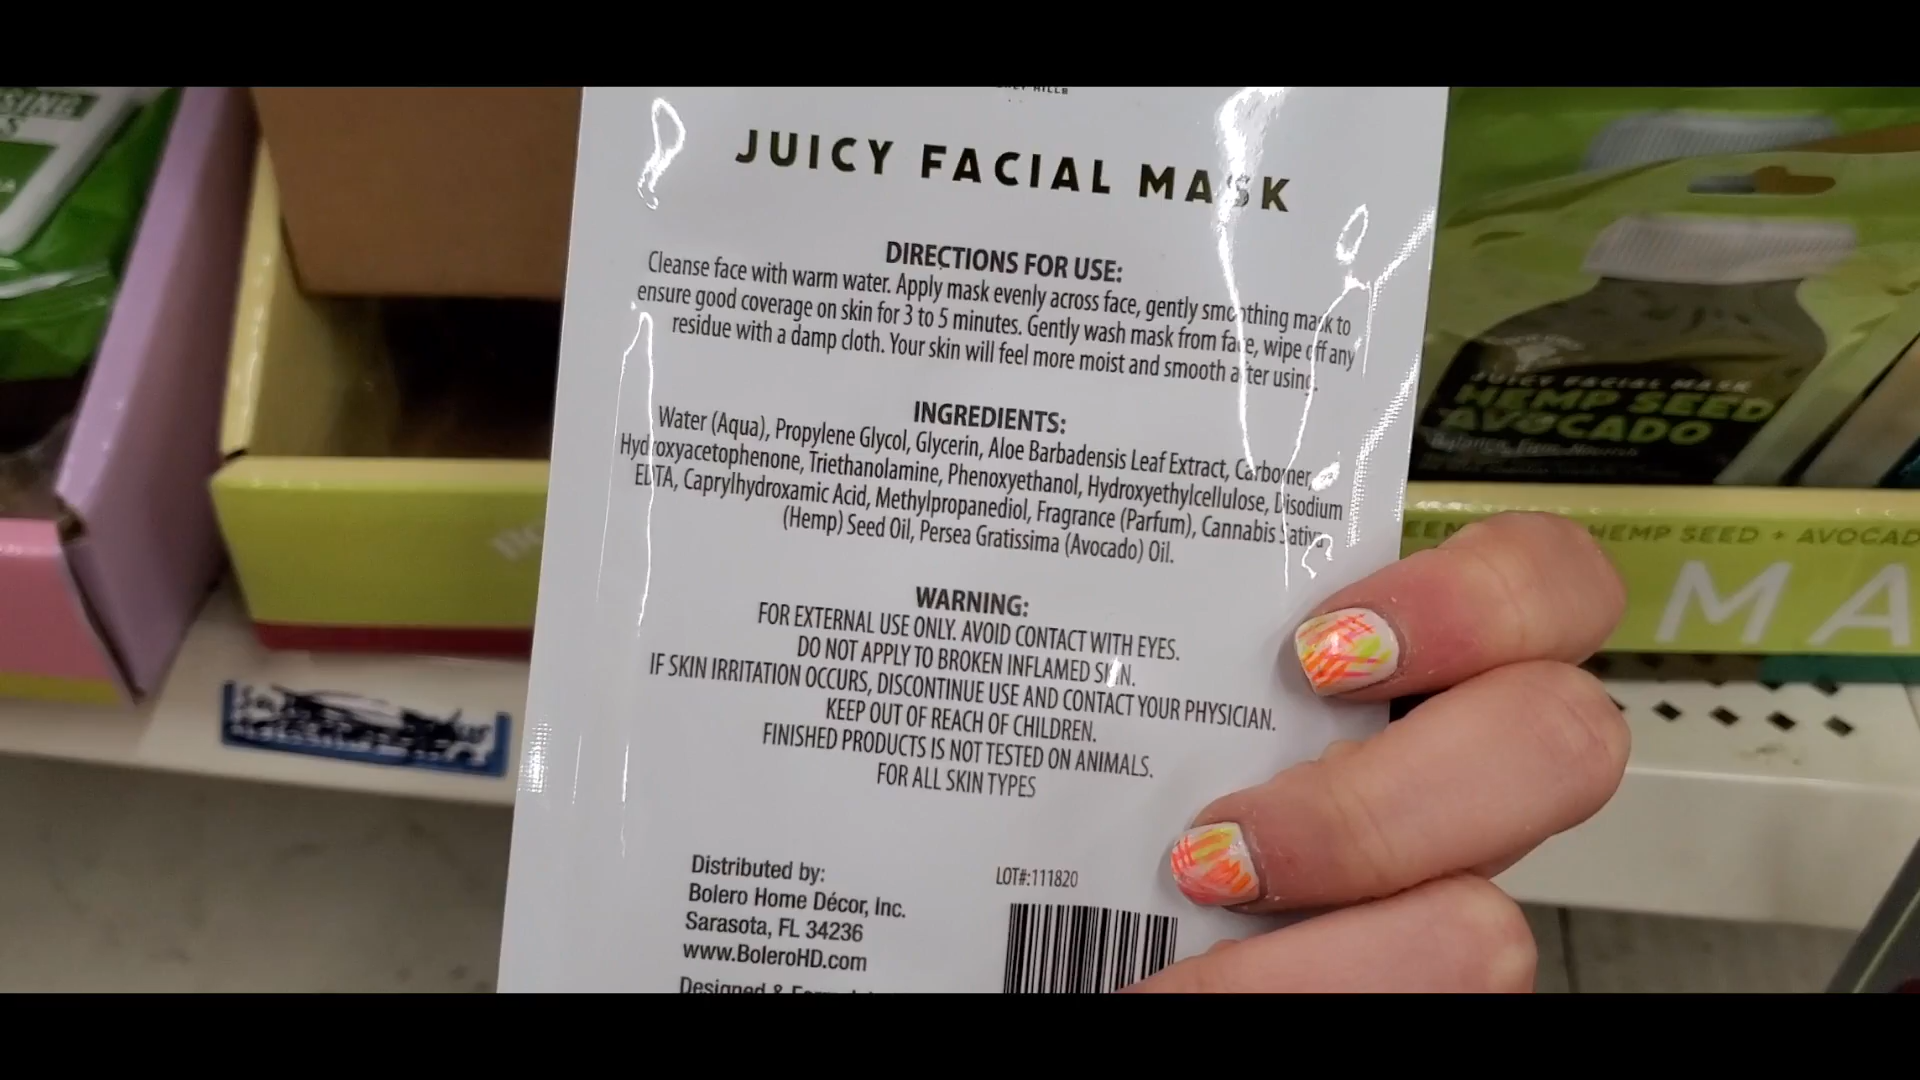 HILLS
JUICY FACIAL MASK
DIRECTIONS FOR USE:
Cleanse face with warm water. Apply mask evenly across face, gently smoothing mask to
ensure good coverage on skin for 3 to 5 minutes. Gently wash mask from face, wipe off any
residue with a damp cloth. Your skin will feel more moist and smooth after using.
INGREDIENTS:
Water (Aqua), Propylene Glycol, Glycerin, Aloe Barbadensis Leaf Extract, Carbomer,
Hydroxyacetophenone, Triethanolamine, Phenoxyethanol, Hydroxyethylcellulose, Disodium
EDTA, Caprylhydroxamic Acid, Methylpropanediol, Fragrance (Parfum), Cannabis Sativa
(Hemp) Seed Oil, Persea Gratissima (Avocado) Oil.
WARNING:
FOR EXTERNAL USE ONLY. AVOID CONTACT WITH EYES.
DO NOT APPLY TO BROKEN INFLAMED SKIN.
IF SKIN IRRITATION OCCURS, DISCONTINUE USE AND CONTACT YOUR PHYSICIAN.
KEEP OUT OF REACH OF CHILDREN.
FINISHED PRODUCTS IS NOT TESTED ON ANIMALS.
FOR ALL SKIN TYPES
Distributed by:
Bolero Home Décor, Inc.
Sarasota, FL 34236
www.BoleroHD.com
Designed &
LOT#:111820
JUICY FACIAL MASK
HEMP SEED
AVOCADO
HEMP SEED + AVOCAD
MA